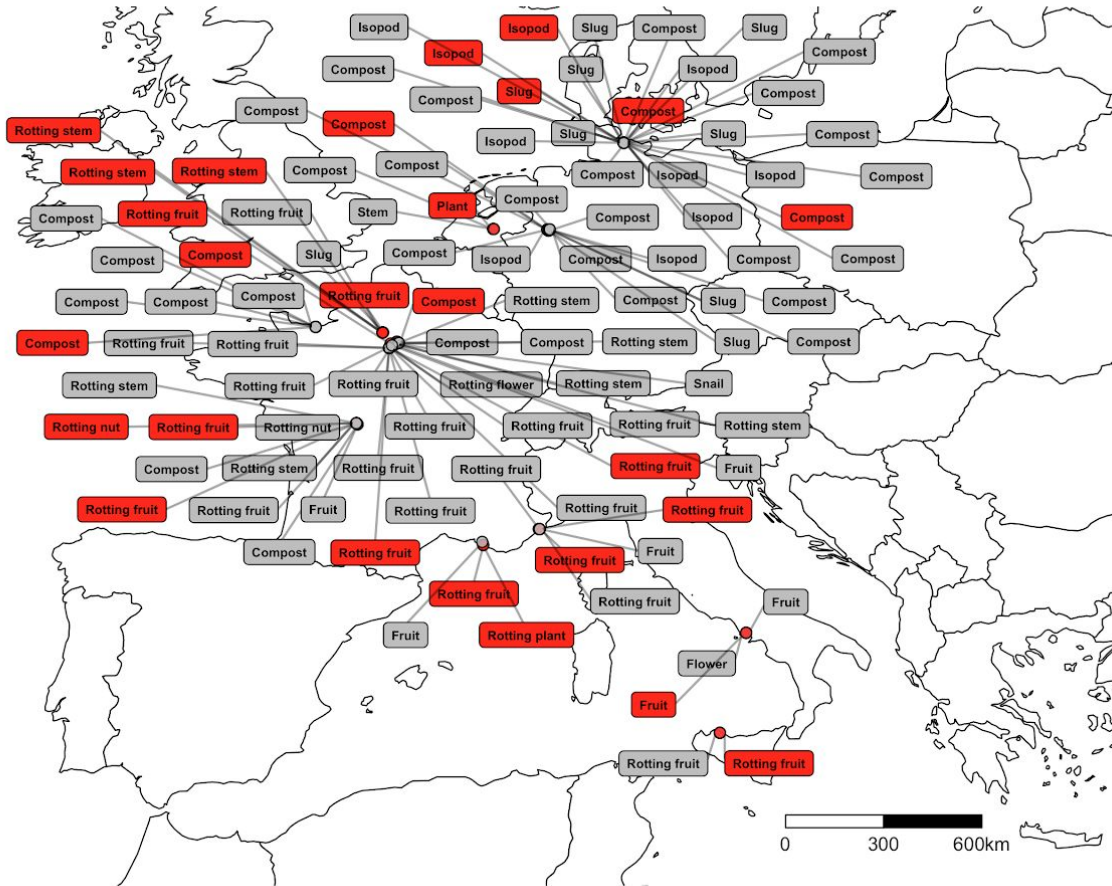 Isopod
Isopod
Slug
Compost
Slug
Isopod
Compost
Compost
Slug
Isopod
Compost
Slug
Compost
Compost
Compost
Compost
Compost
Rotting stem
Isopod
Slug
Slug
Compost
Rotting stem
Rotting stem
Compost
Compost
Compost
Isopod
Isopod
Compost
Compost
Plant
Compost
Rotting fruit
Rotting fruit
Stem
Compost
Isopod
Compost
Compost
Compost
Slug
Compost
Isopod
Compost
Isopod
Compost
Compost
Compost
Compost
Compost
Rotting fruit
Compost
Rotting stem
Compost
Slug
Compost
Compost
Rotting fruit
Rotting fruit
Compost
Compost
Rotting stem
Slug
Compost
Rotting stem
Rotting fruit
Rotting fruit
Rotting flower
Rotting stem
Snail
Rotting nut
Rotting fruit
Rotting nut
Rotting fruit
Rotting fruit
Rotting fruit
Rotting stem
Compost
Rotting stem
Rotting fruit
Rotting fruit
Rotting fruit
Fruit
Rotting fruit
Rotting fruit
Fruit
Rotting fruit
Rotting fruit
Rotting fruit
Compost
Rotting fruit
Rotting fruit
Fruit
Rotting fruit
Rotting fruit
Fruit
Fruit
Rotting plant
Flower
Fruit
Rotting fruit
Rotting fruit
0
300
600km